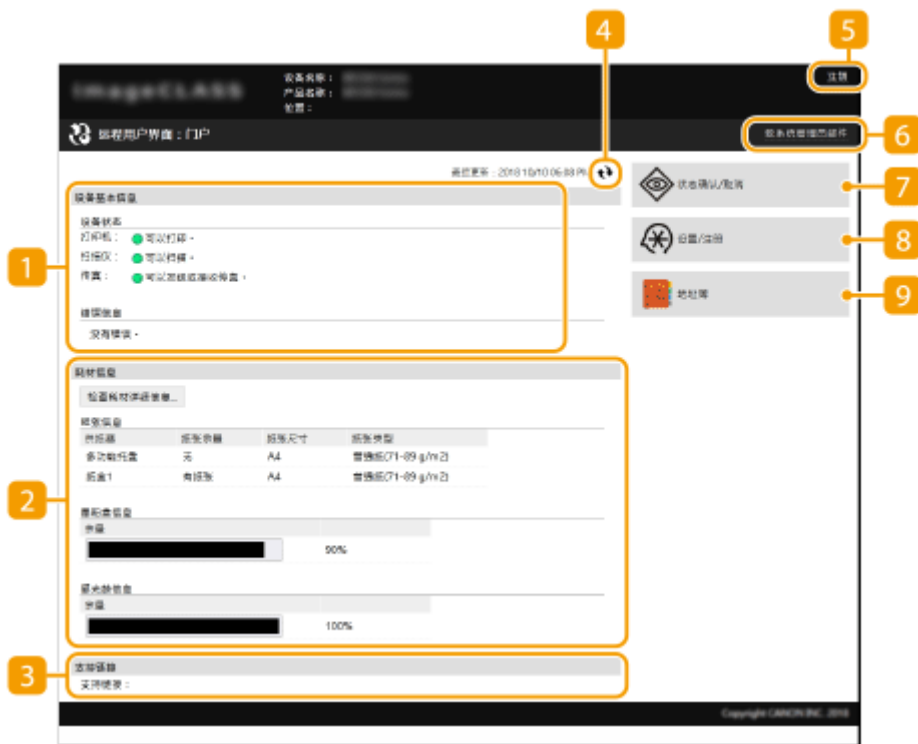 4
5
imageCLASS
设备名称：
产品名称：
位置：
注销
远程用户界面：门户
致系统管理员邮件
6
最后更新：2018 10/10 06:08 PM
状态确认/取消
7
设备基本信息
设备状态
打印机： 可以打印。
扫描仪： 可以扫描。
传真： 可以发送或接收传真。
1
设置/注册
8
地址簿
9
错误信息
没有错误。
耗材信息
检查耗材详细信息...
纸张信息
供纸器 纸张余量 纸张尺寸 纸张类型
多功能托盘 无 A4 普通纸(71-89 g/m2)
纸盒1 有纸张 A4 普通纸(71-89 g/m2)
2
墨粉盒信息
余量
90%
感光鼓信息
余量
100%
支持链接
3
支持链接：
Copyright CANON INC. 2018